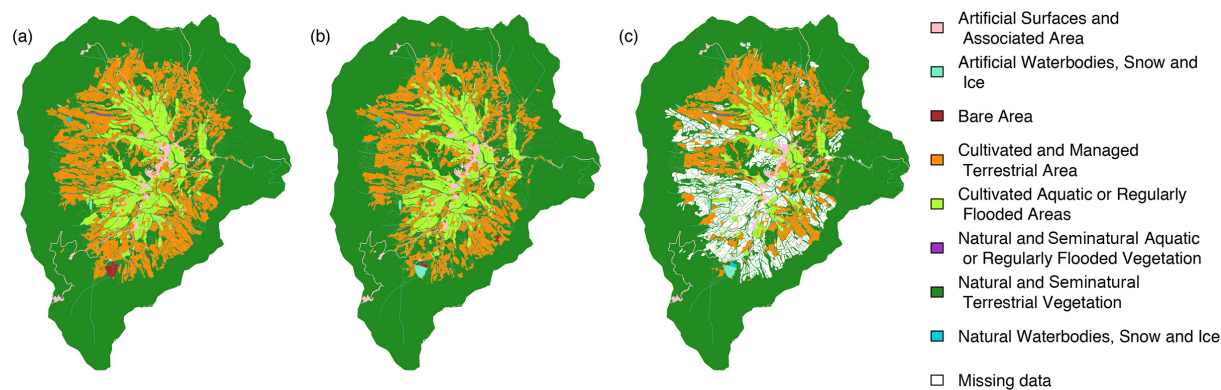 (a)
(b)
(c)
Artificial Surfaces and
Associated Area
Artificial Waterbodies, Snow and
Ice
Bare Area
Cultivated and Managed
Terrestrial Area
Cultivated Aquatic or Regularly
Flooded Areas
Natural and Seminatural Aquatic
or Regularly Flooded Vegetation
Natural and Seminatural
Terrestrial Vegetation
Natural Waterbodies, Snow and Ice
Missing data